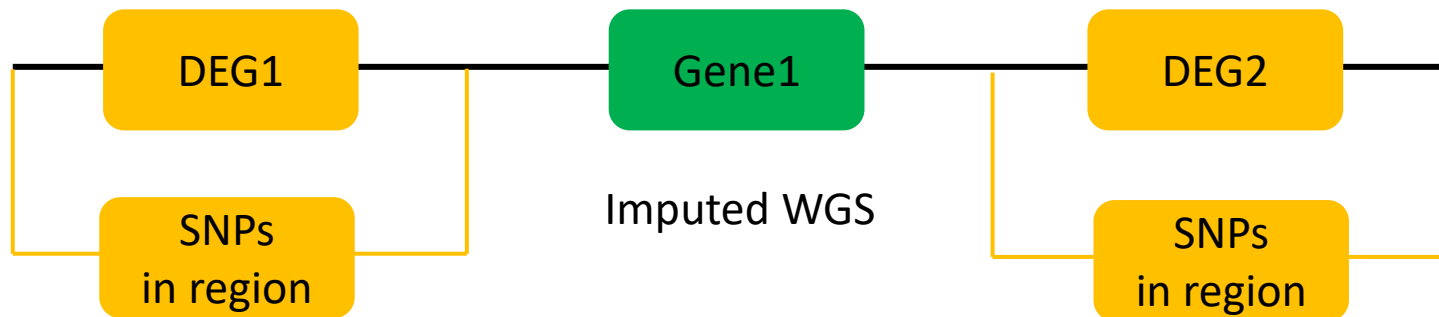 DEG1
Gene1
DEG2
Imputed WGS
SNPs
in region
SNPs
in region